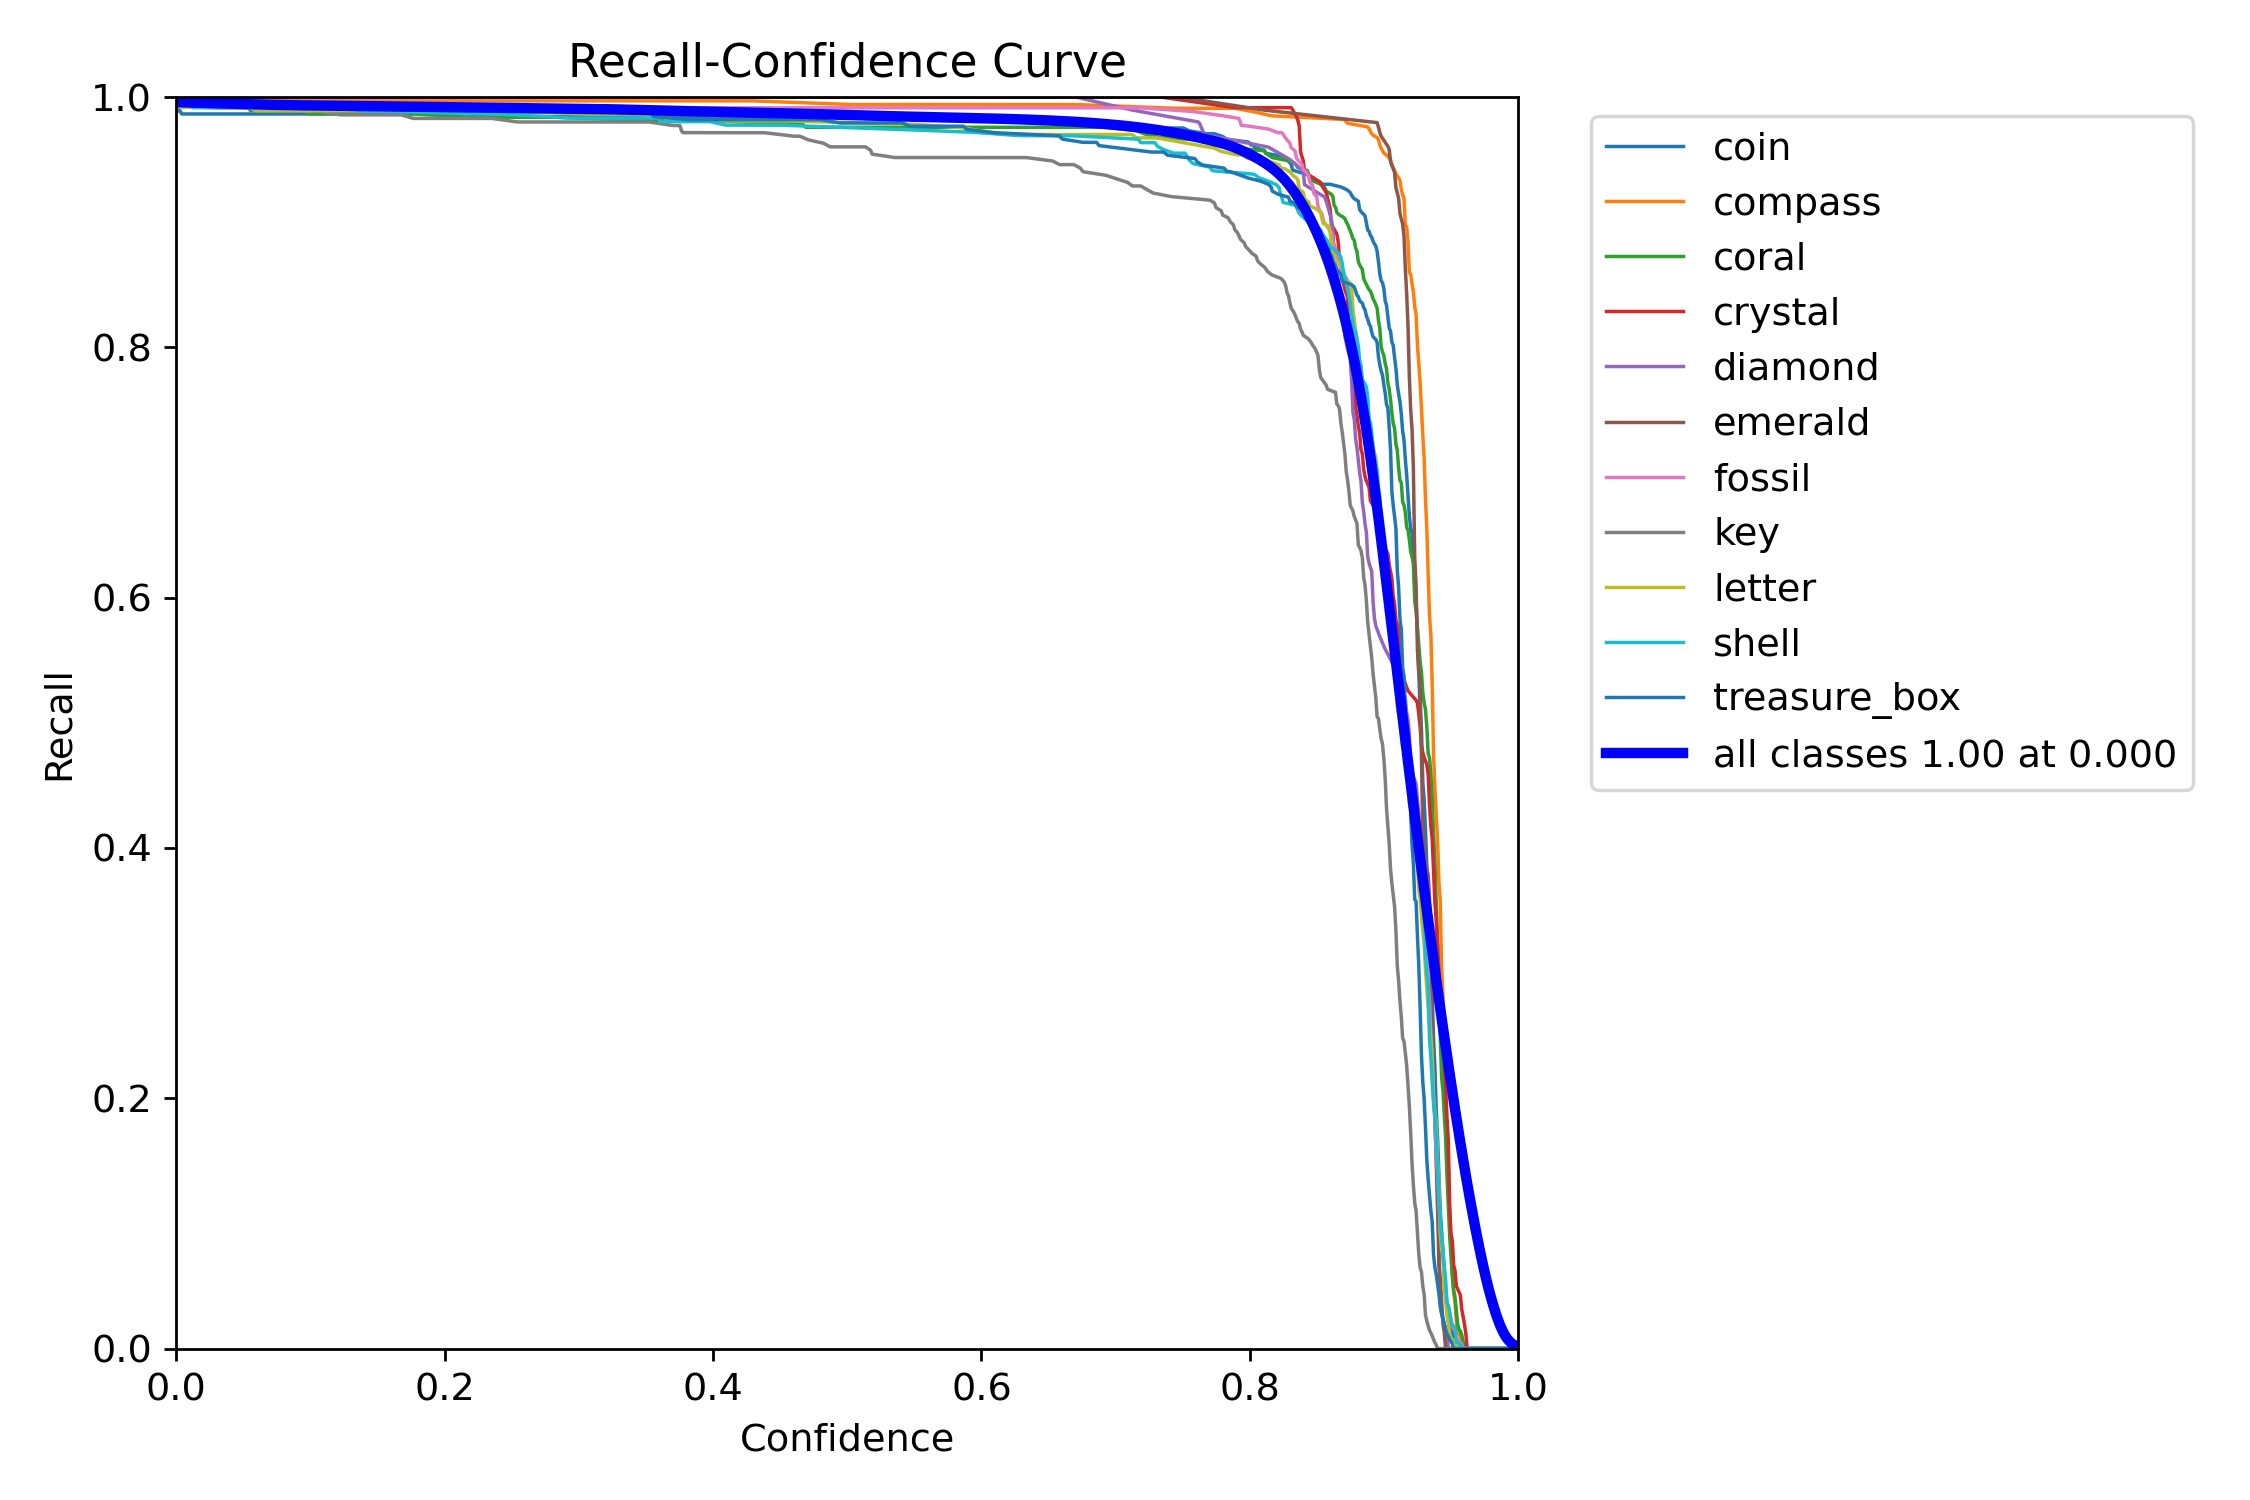 Recall-Confidence Curve
1.0
0.8
0.6
0.4
0.2
0.0
Recall
0.0 0.2 0.4 0.6 0.8 1.0
Confidence
coin
compass
coral
crystal
diamond
emerald
fossil
key
letter
shell
treasure_box
all classes 1.00 at 0.000